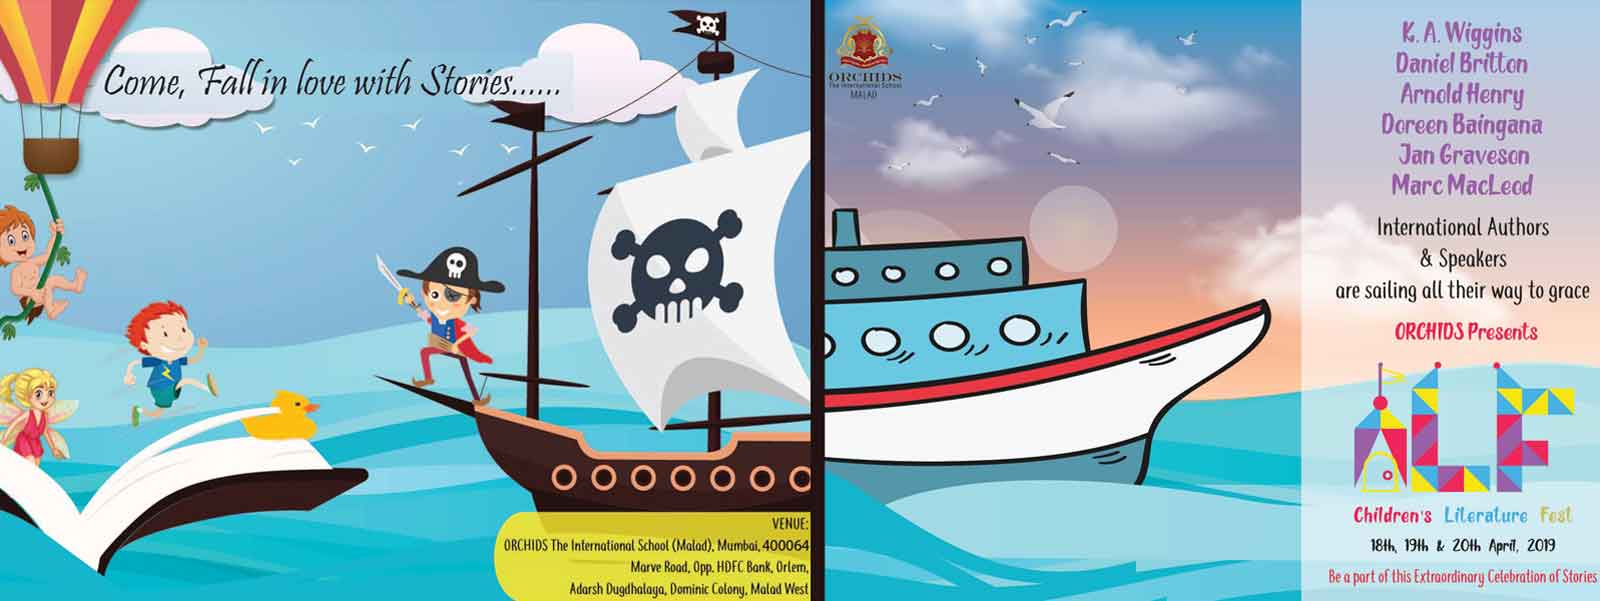 Come, Fall in love with Stories......
VENUE:
ORCHIDS The International School (Malad), Mumbai, 400064
Marve Road, Opp. HDFC Bank, Orlem,
Adarsh Dugdhalaya, Dominic Colony, Malad West
ORCHIDS
The International School
MALAD
K. A. Wiggins
Daniel Britton
Arnold Henry
Doreen Baingana
Jan Graveson
Marc MacLeod
International Authors
& Speakers
are sailing all their way to grace
ORCHIDS Presents
ALF
Children's Literature Fest
18th, 19th & 20th April, 2019
Be a part of this Extraordinary Celebration of Stories